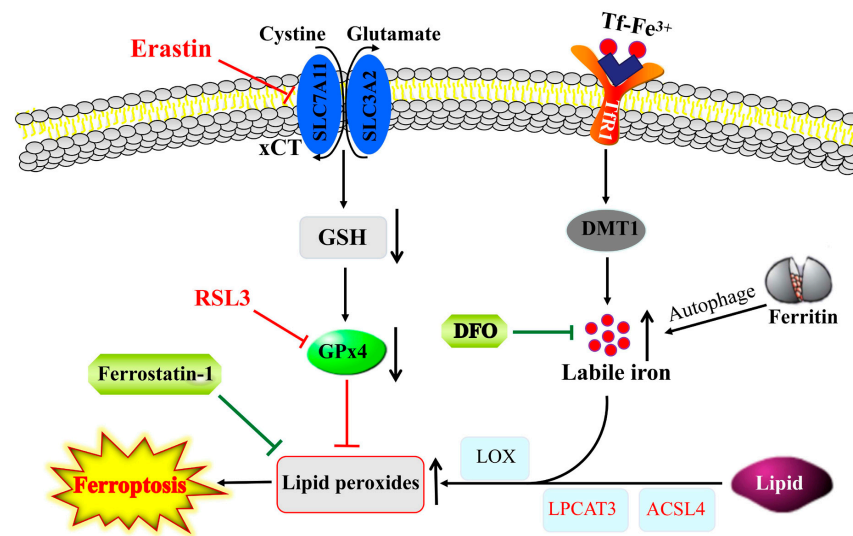 Tf-Fe³⁺
Cystine Glutamate
Erastin
SLC7A11
SLC3A2
TfR1
xCT
GSH
DMT1
RSL3
Autophage
Ferritin
DFO
GPx4
Labile iron
Ferrostatin-1
LOX
Ferroptosis
Lipid peroxides
Lipid
LPCAT3
ACSL4